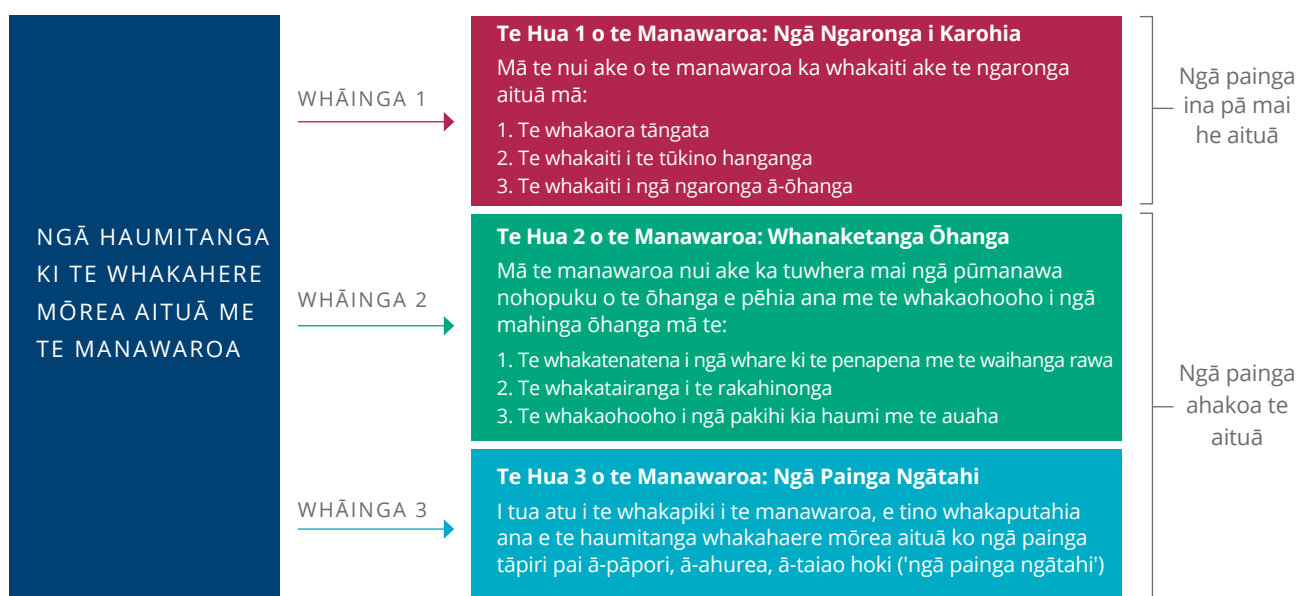 NGĀ HAUMITANGA
KI TE WHAKAHERE
MŌREA AITUĀ ME
TE MANAWAROA
WHĀINGA 1
Te Hua 1 o te Manawaroa: Ngā Ngaronga i Karohia
Mā te nui ake o te manawaroa ka whakaiti ake te ngaronga
aituā mā:
1. Te whakaora tāngata
2. Te whakaiti i te tūkino hanganga
3. Te whakaiti i ngā ngaronga ā-ōhanga
Ngā painga
ina pā mai
he aituā
WHĀINGA 2
Te Hua 2 o te Manawaroa: Whanaketanga Ōhanga
Mā te manawaroa nui ake ka tuwhera mai ngā pūmanawa
nohopuku o te ōhanga e pēhia ana me te whakaohooho i ngā
mahinga ōhanga mā te:
1. Te whakatenatena i ngā whare ki te penapena me te waihanga rawa
2. Te whakatairanga i te rakahinonga
3. Te whakaohooho i ngā pakihi kia haumi me te auaha
WHĀINGA 3
Te Hua 3 o te Manawaroa: Ngā Painga Ngātahi
I tua atu i te whakapiki i te manawaroa, e tino whakaputahia
ana e te haumitanga whakahaere mōrea aituā ko ngā painga
tāpiri pai ā-pāpori, ā-ahurea, ā-taiao hoki ('ngā painga ngātahi')
Ngā painga
ahakoa te
aituā